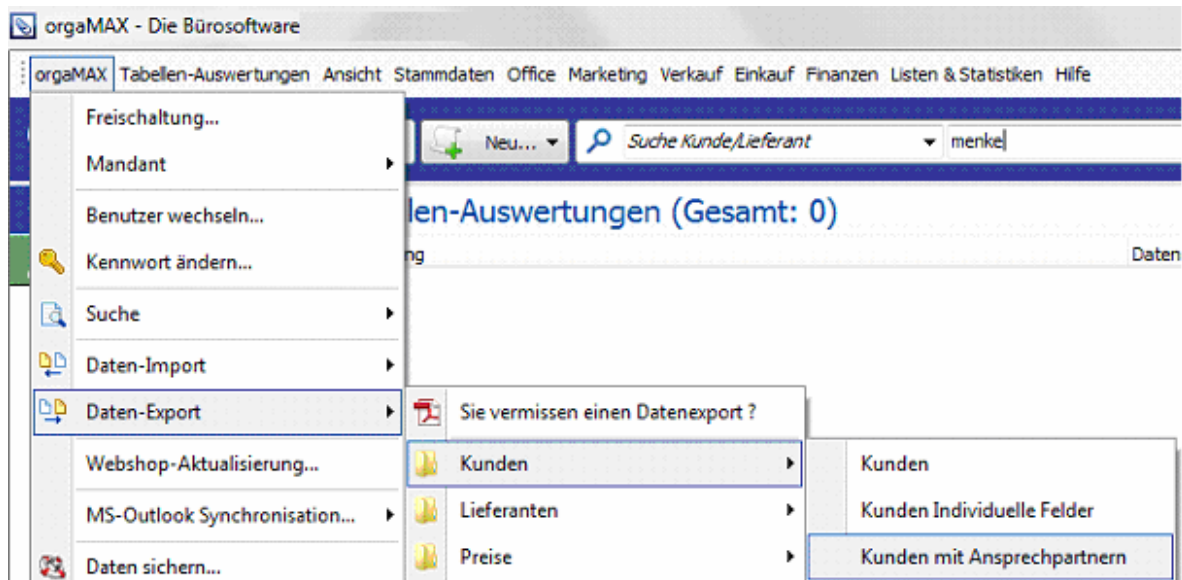 orgaMAX - Die Bürosoftware
orgaMAX Tabellen-Auswertungen Ansicht Stammdaten Office Marketing Verkauf Einkauf Finanzen Listen & Statistiken Hilfe
Freischaltung...
Neu... Suche Kunde/Lieferant menke
Mandant
Benutzer wechseln...
len-Auswertungen (Gesamt: 0)
Kennwort ändern...
ng Daten
Suche
Daten-Import
Daten-Export
Sie vermissen einen Datenexport ?
Webshop-Aktualisierung...
Kunden
Kunden
MS-Outlook Synchronisation...
Lieferanten
Kunden Individuelle Felder
Daten sichern...
Preise
Kunden mit Ansprechpartnern